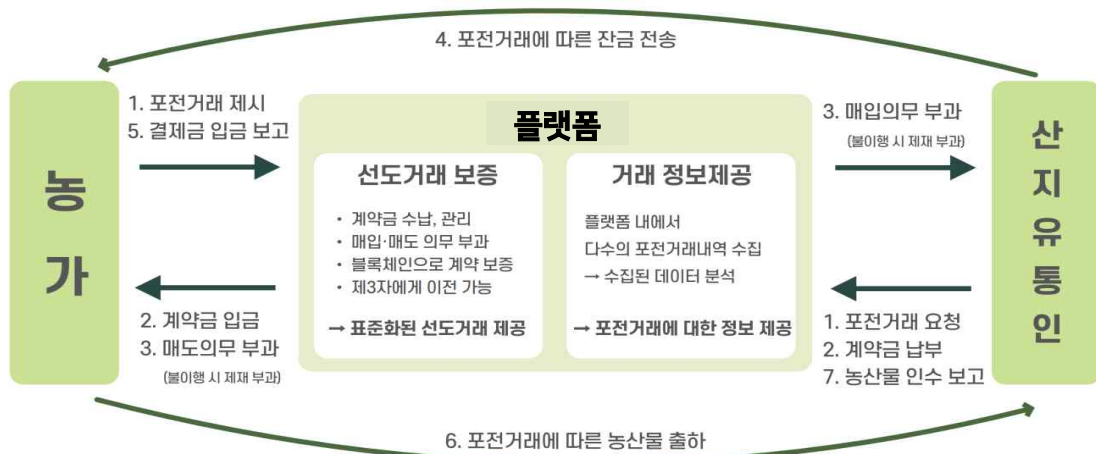 4. 포전거래에 따른 잔금 전송
농가
1. 포전거래 제시
5. 결제금 입금 보고
2. 계약금 입금
3. 매도의무 부과
(불이행 시 제재 부과)
플랫폼
선도거래 보증
• 계약금 수납, 관리
• 매입·매도 의무 부과
• 블록체인으로 계약 보증
• 제3자에게 이전 가능
→ 표준화된 선도거래 제공
거래 정보제공
플랫폼 내에서
다수의 포전거래내역 수집
→ 수집된 데이터 분석
→ 포전거래에 대한 정보 제공
3. 매입의무 부과
(불이행 시 제재 부과)
1. 포전거래 요청
2. 계약금 납부
7. 농산물 인수 보고
산지유통인
6. 포전거래에 따른 농산물 출하